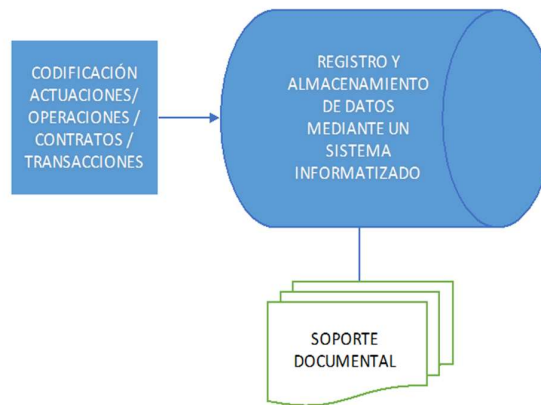 CODIFICACIÓN
ACTUACIONES/
OPERACIONES /
CONTRATOS /
TRANSACCIONES
REGISTRO Y
ALMACENAMIENTO
DE DATOS
MEDIANTE UN
SISTEMA
INFORMATIZADO
SOPORTE
DOCUMENTAL